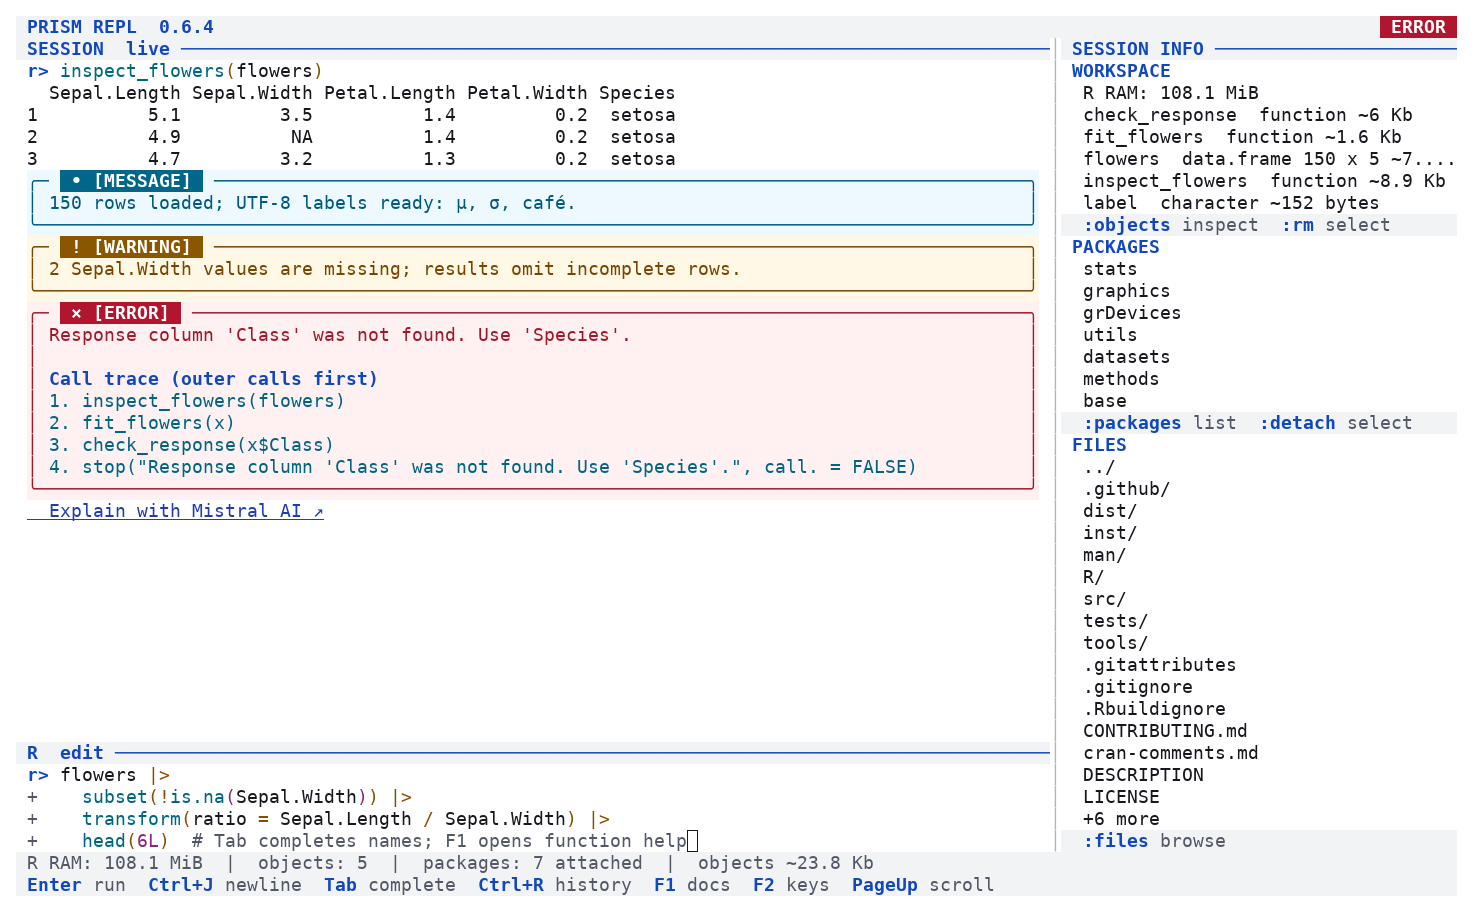 PRISM REPL  0.6.4
ERROR
SESSION  live
r> inspect_flowers(flowers)
  Sepal.Length Sepal.Width Petal.Length Petal.Width Species
1          5.1         3.5          1.4         0.2  setosa
2          4.9          NA          1.4         0.2  setosa
3          4.7         3.2          1.3         0.2  setosa
• [MESSAGE]
150 rows loaded; UTF-8 labels ready: μ, σ, café.
! [WARNING]
2 Sepal.Width values are missing; results omit incomplete rows.
× [ERROR]
Response column 'Class' was not found. Use 'Species'.
Call trace (outer calls first)
1. inspect_flowers(flowers)
2. fit_flowers(x)
3. check_response(x$Class)
4. stop("Response column 'Class' was not found. Use 'Species'.", call. = FALSE)
Explain with Mistral AI ↗
R  edit
r> flowers |>
+    subset(!is.na(Sepal.Width)) |>
+    transform(ratio = Sepal.Length / Sepal.Width) |>
+    head(6L)  # Tab completes names; F1 opens function help
SESSION INFO
WORKSPACE
R RAM: 108.1 MiB
check_response  function ~6 Kb
fit_flowers  function ~1.6 Kb
flowers  data.frame 150 x 5 ~7....
inspect_flowers  function ~8.9 Kb
label  character ~152 bytes
:objects inspect  :rm select
PACKAGES
stats
graphics
grDevices
utils
datasets
methods
base
:packages list  :detach select
FILES
../
.github/
dist/
inst/
man/
R/
src/
tests/
tools/
.gitattributes
.gitignore
.Rbuildignore
CONTRIBUTING.md
cran-comments.md
DESCRIPTION
LICENSE
+6 more
:files browse
R RAM: 108.1 MiB  |  objects: 5  |  packages: 7 attached  |  objects ~23.8 Kb
Enter run  Ctrl+J newline  Tab complete  Ctrl+R history  F1 docs  F2 keys  PageUp scroll